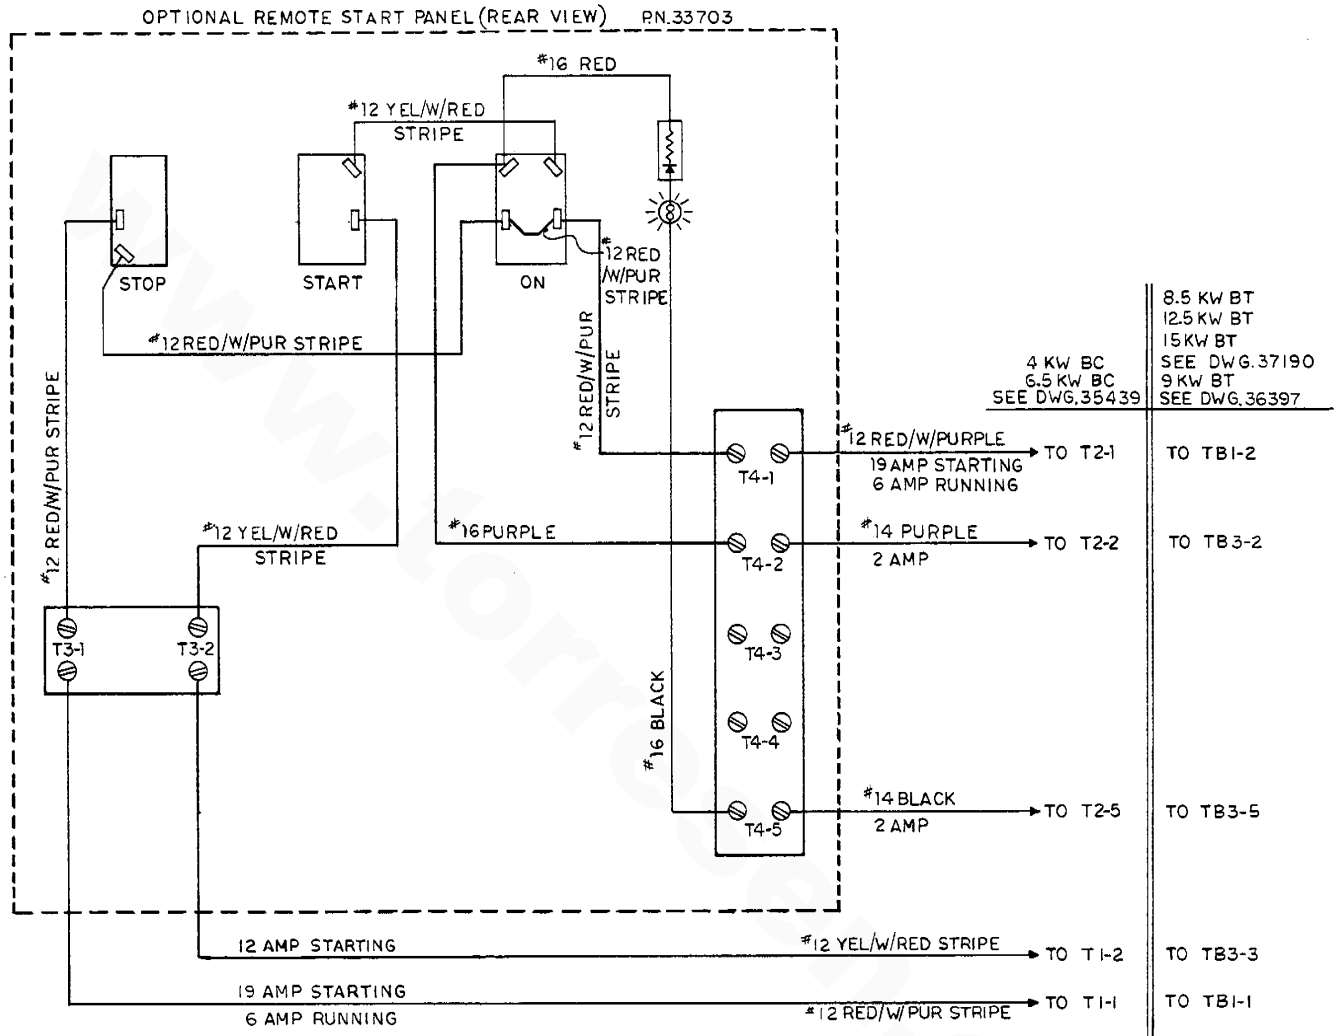 OPTIONAL REMOTE START PANEL (REAR VIEW) P.N. 33703
#16 RED
#12 YEL/W/RED
STRIPE
STOP
START
ON
#12 RED
/W/PUR
STRIPE
#12 RED/W/PUR STRIPE
#12 RED/W/PUR
STRIPE
#12 RED/W/PUR STRIPE
8.5 KW BT
12.5 KW BT
15 KW BT
4 KW BC
SEE DWG. 37190
6.5 KW BC
9 KW BT
SEE DWG. 35439
SEE DWG. 36397
T4-1
#12 RED/W/PURPLE
19 AMP STARTING
6 AMP RUNNING
TO T2-1
TO TB1-2
#12 YEL/W/RED
STRIPE
#16 PURPLE
T4-2
#14 PURPLE
2 AMP
TO T2-2
TO TB3-2
T3-1
T3-2
T4-3
T4-4
#16 BLACK
T4-5
#14 BLACK
2 AMP
TO T2-5
TO TB3-5
12 AMP STARTING
#12 YEL/W/RED STRIPE
TO T1-2
TO TB3-3
19 AMP STARTING
6 AMP RUNNING
#12 RED/W/PUR STRIPE
TO T1-1
TO TB1-1